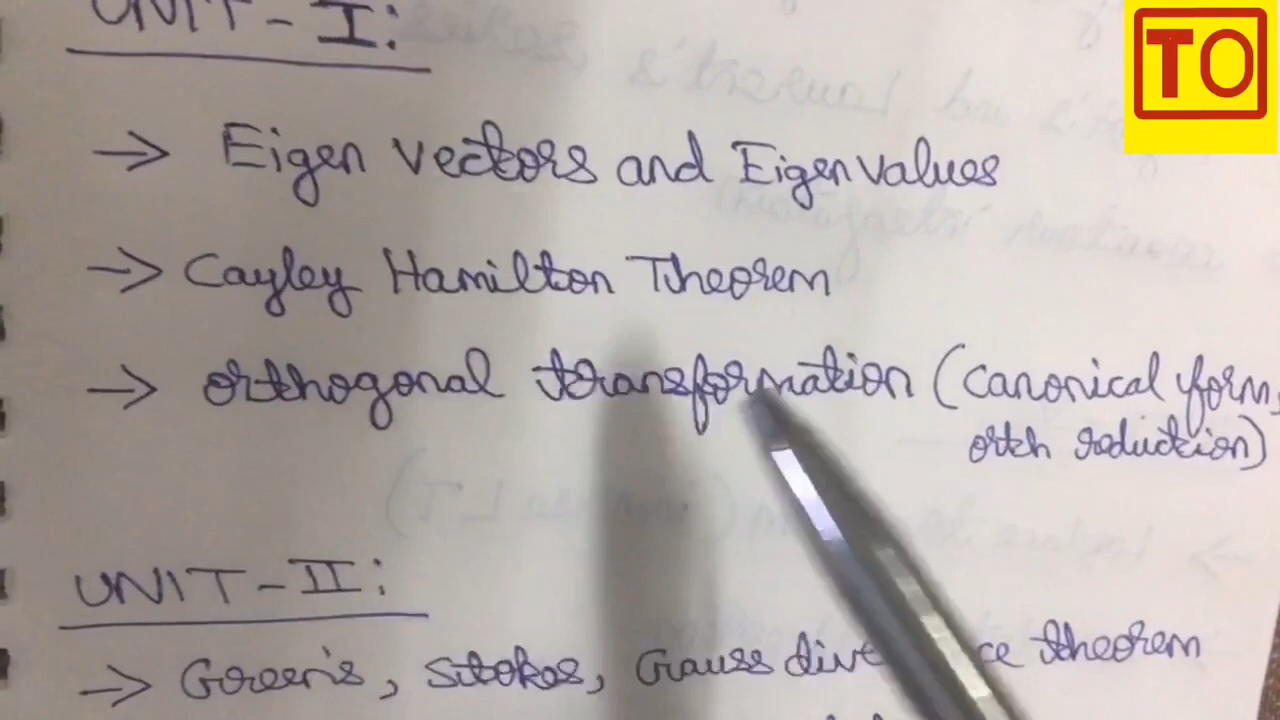 UNIT - I:
TO
→ Eigen vectors and Eigen values
→ Cayley Hamilton Theorem
→ orthogonal transformation (canonical form,
orth reduction)
UNIT - II:
→ Green's, Stokes, Gauss theorem